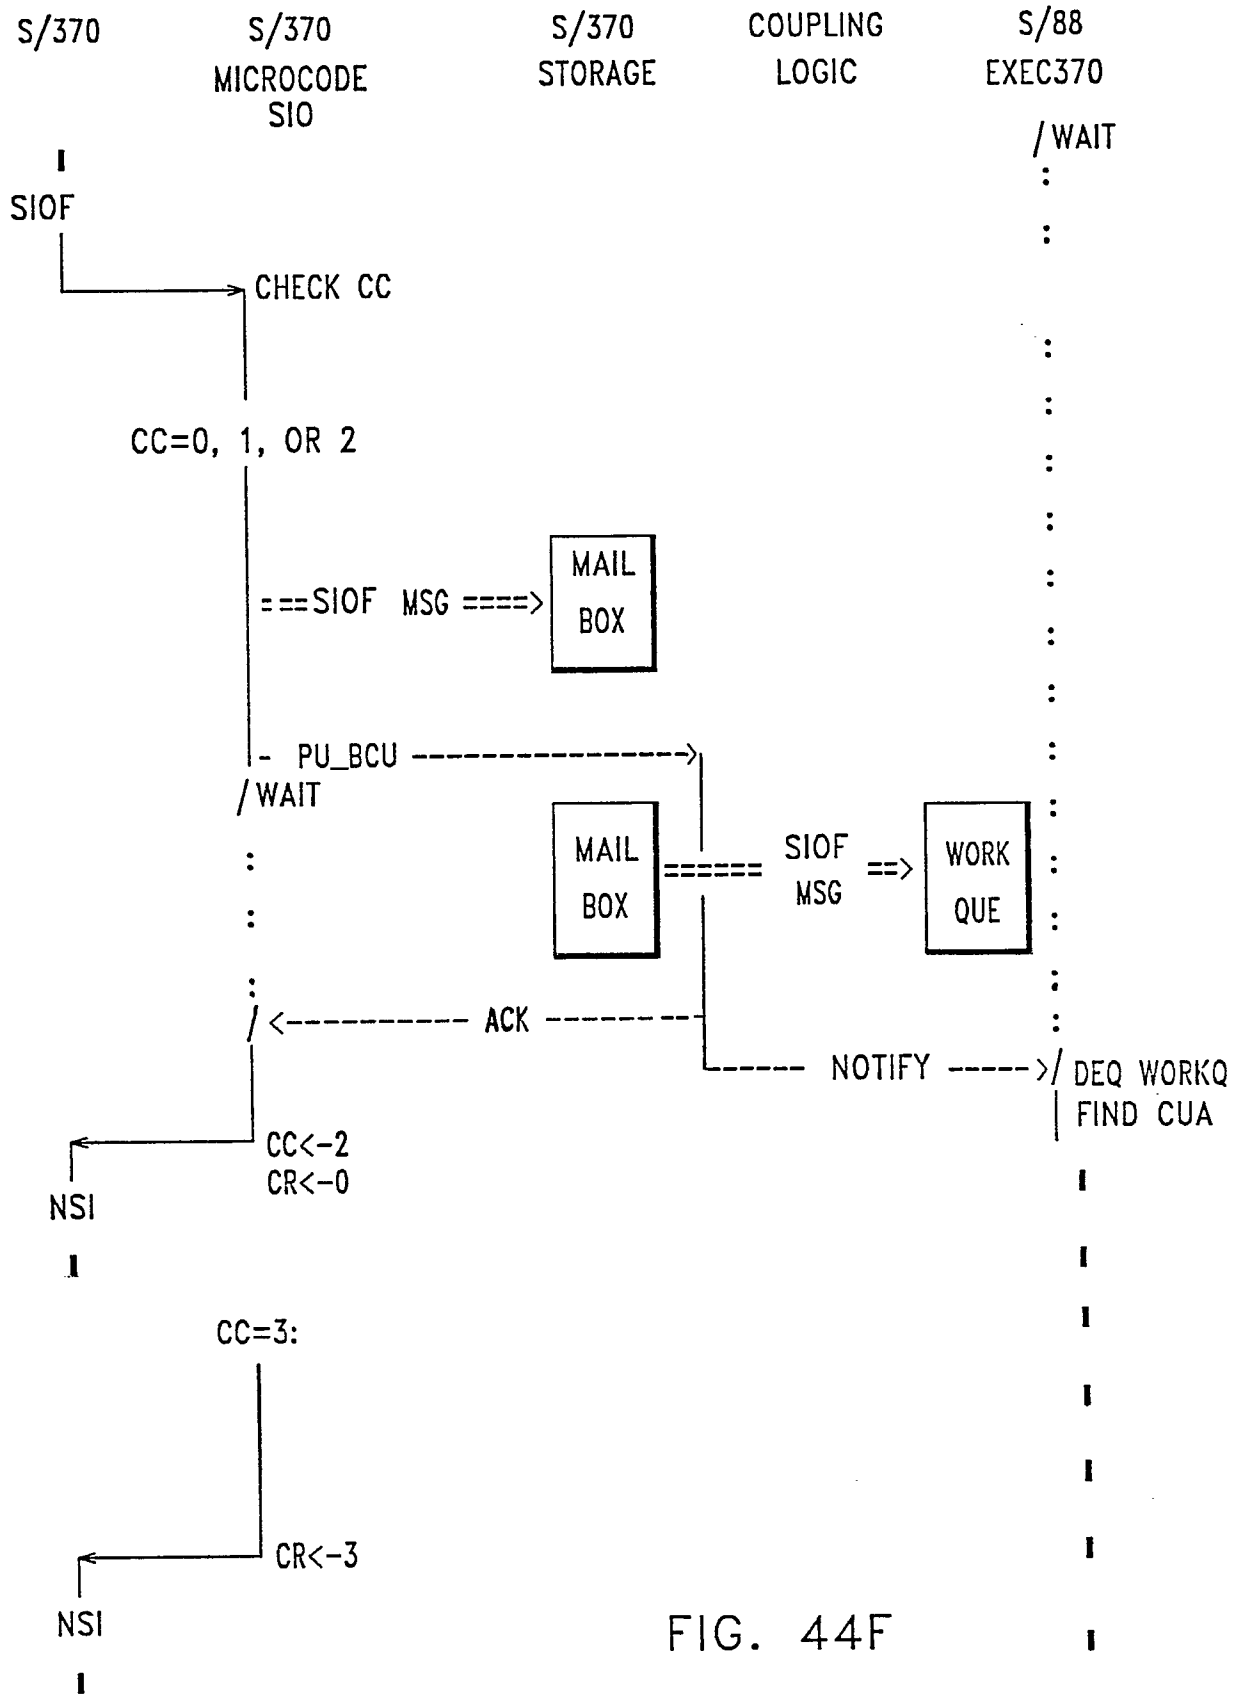 S/370 S/370 S/370 COUPLING S/88
MICROCODE STORAGE LOGIC EXEC370
SIO
/WAIT
SIOF
CHECK CC
CC=0, 1, OR 2
MAIL
===SIOF MSG ====>
BOX
- PU_BCU ---------------->
/WAIT
MAIL ====== SIOF ==> WORK
BOX MSG QUE
/ <----------- ACK ---------
------ NOTIFY ----->/ DEQ WORKQ
FIND CUA
CC<-2
CR<-0
NSI
CC=3:
CR<-3
NSI
FIG. 44F